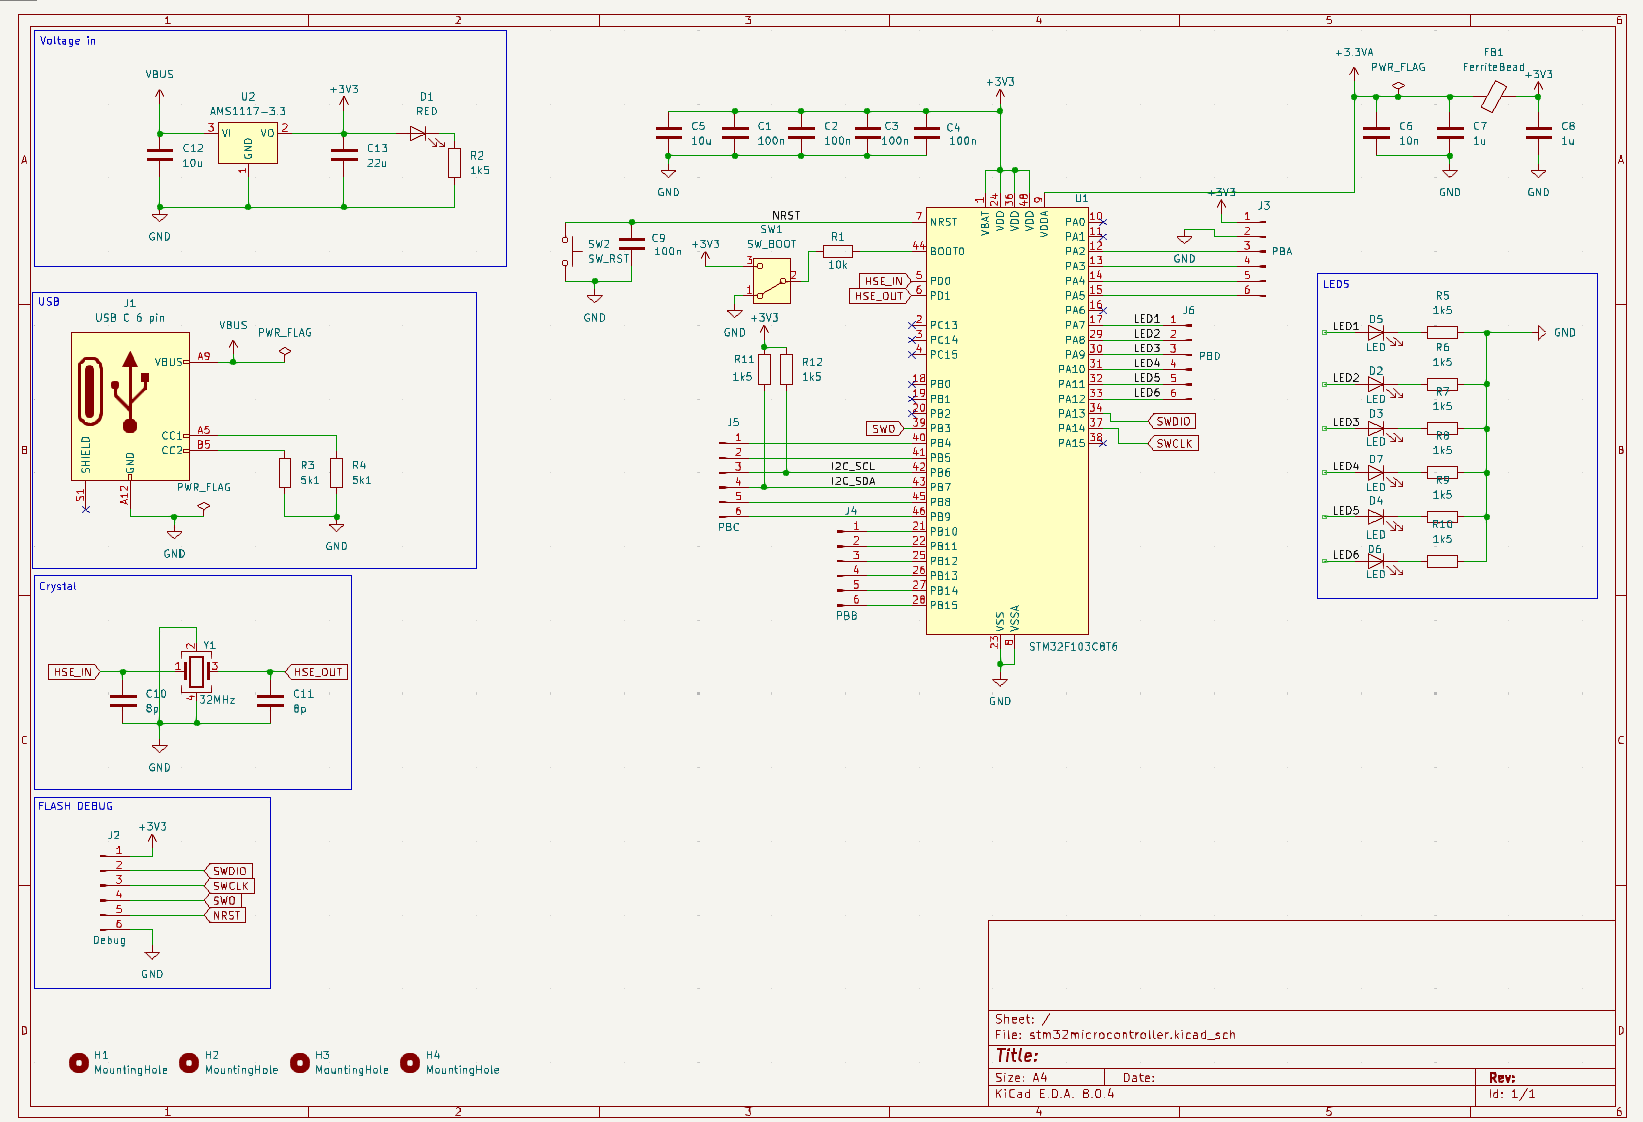 1 2 3 4 5 6
Voltage in
VBUS
U2
AMS1117-3.3
+3V3
D1
RED
3 VI VO 2
GND
1
C12
10u
C13
22u
R2
1k5
GND
USB
J1
USB C 6 pin
VBUS
PWR_FLAG
VBUS A9
CC1 A5
CC2 B5
SHIELD
GND
S1
A12
R3
5k1
R4
5k1
PWR_FLAG
GND
GND
Crystal
HSE_IN
Y1
2
1 3
4
32MHz
HSE_OUT
C10
8p
C11
8p
GND
FLASH DEBUG
J2
+3V3
1
2 SWDIO
3 SWCLK
4 SWO
5 NRST
6
Debug
GND
H1
MountingHole
H2
MountingHole
H3
MountingHole
H4
MountingHole
+3V3
C5
10u
C1
100n
C2
100n
C3
100n
C4
100n
GND
+3.3VA
PWR_FLAG
FB1
FerriteBead
+3V3
C6
10n
C7
1u
C8
1u
GND
GND
NRST
SW2
SW_RST
C9
100n
GND
+3V3
SW1
SW_BOOT
3
2
1
GND
R1
10k
HSE_IN
HSE_OUT
+3V3
R11
1k5
R12
1k5
SWO
J5
1
2
3
4
5
6
PBC
I2C_SCL
I2C_SDA
J4
1
2
3
4
5
6
PBB
U1
1 VBAT
24 VDD
36 VDD
48 VDD
9 VDDA
7 NRST
44 BOOT0
5 PD0
6 PD1
2 PC13
3 PC14
4 PC15
18 PB0
19 PB1
20 PB2
39 PB3
40 PB4
41 PB5
42 PB6
43 PB7
45 PB8
46 PB9
21 PB10
22 PB11
25 PB12
26 PB13
27 PB14
28 PB15
PA0 10
PA1 11
PA2 12
PA3 13
PA4 14
PA5 15
PA6 16
PA7 17
PA8 29
PA9 30
PA10 31
PA11 32
PA12 33
PA13 34
PA14 37
PA15 38
VSS 23
VSSA 8
STM32F103C8T6
GND
+3V3
GND
J3
1
2
3
4
5
6
PBA
J6
LED1 1
LED2 2
LED3 3
LED4 4
LED5 5
LED6 6
PBD
SWDIO
SWCLK
LEDS
LED1
D5
LED
R5
1k5
LED2
D2
LED
R6
1k5
LED3
D3
LED
R7
1k5
LED4
D7
LED
R8
1k5
LED5
D4
LED
R9
1k5
LED6
D6
LED
R10
1k5
GND
A
B
C
D
A
B
C
D
Sheet: /
File: stm32microcontroller.kicad_sch
Title:
Size: A4 Date: Rev:
KiCad E.D.A. 8.0.4 Id: 1/1
1 2 3 4 5 6